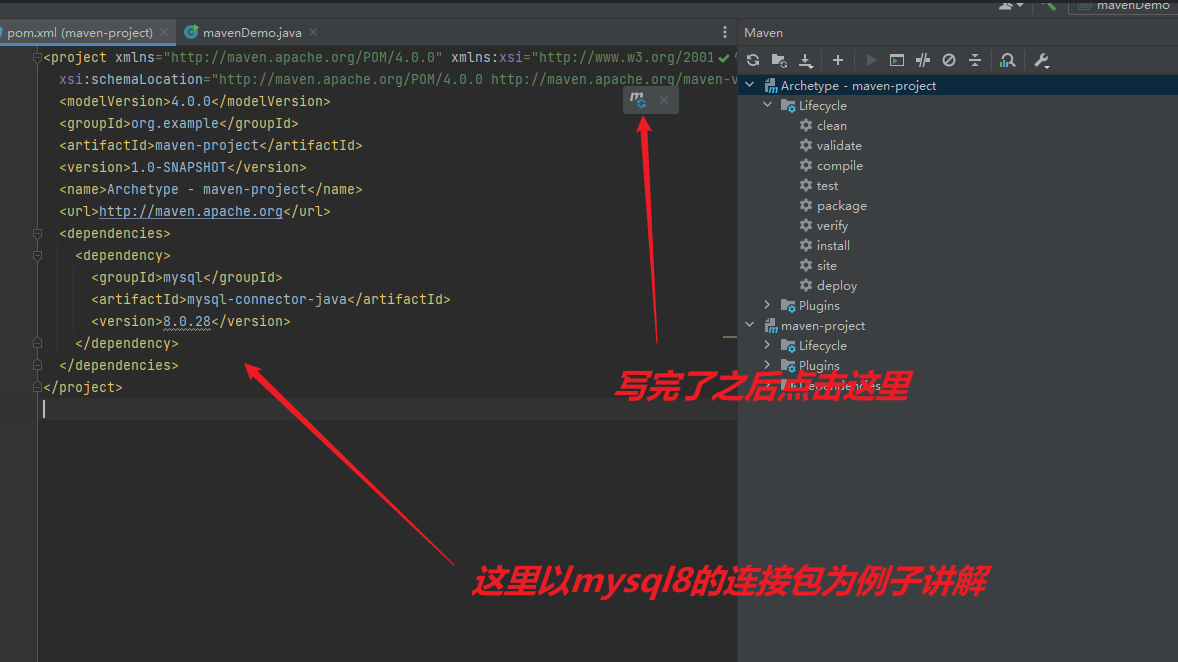 mavenDemo
pom.xml (maven-project)
mavenDemo.java
Maven
<project xmlns="http://maven.apache.org/POM/4.0.0" xmlns:xsi="http://www.w3.org/2001
xsi:schemaLocation="http://maven.apache.org/POM/4.0.0 http://maven.apache.org/maven-v
<modelVersion>4.0.0</modelVersion>
<groupId>org.example</groupId>
<artifactId>maven-project</artifactId>
<version>1.0-SNAPSHOT</version>
<name>Archetype - maven-project</name>
<url>http://maven.apache.org</url>
<dependencies>
<dependency>
<groupId>mysql</groupId>
<artifactId>mysql-connector-java</artifactId>
<version>8.0.28</version>
</dependency>
</dependencies>
</project>
Archetype - maven-project
Lifecycle
clean
validate
compile
test
package
verify
install
site
deploy
Plugins
maven-project
Lifecycle
Plugins
Dependencies
写完了之后点击这里
这里以mysql8的连接包为例子讲解